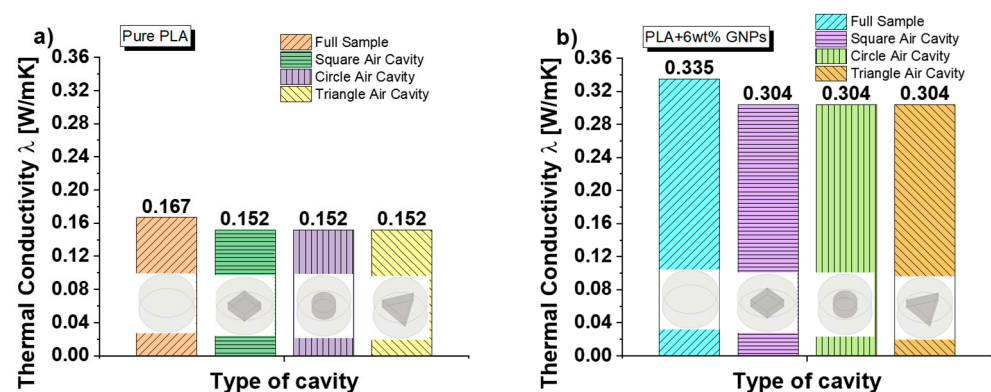 a)
Pure PLA
Full Sample
Square Air Cavity
Circle Air Cavity
Triangle Air Cavity
Thermal Conductivity λ [W/mK]
0.36
0.32
0.28
0.24
0.20
0.16
0.12
0.08
0.04
0.00
0.167
0.152
0.152
0.152
Type of cavity
b)
PLA+6wt% GNPs
Full Sample
Square Air Cavity
Circle Air Cavity
Triangle Air Cavity
Thermal Conductivity λ [W/mK]
0.36
0.32
0.28
0.24
0.20
0.16
0.12
0.08
0.04
0.00
0.335
0.304
0.304
0.304
Type of cavity